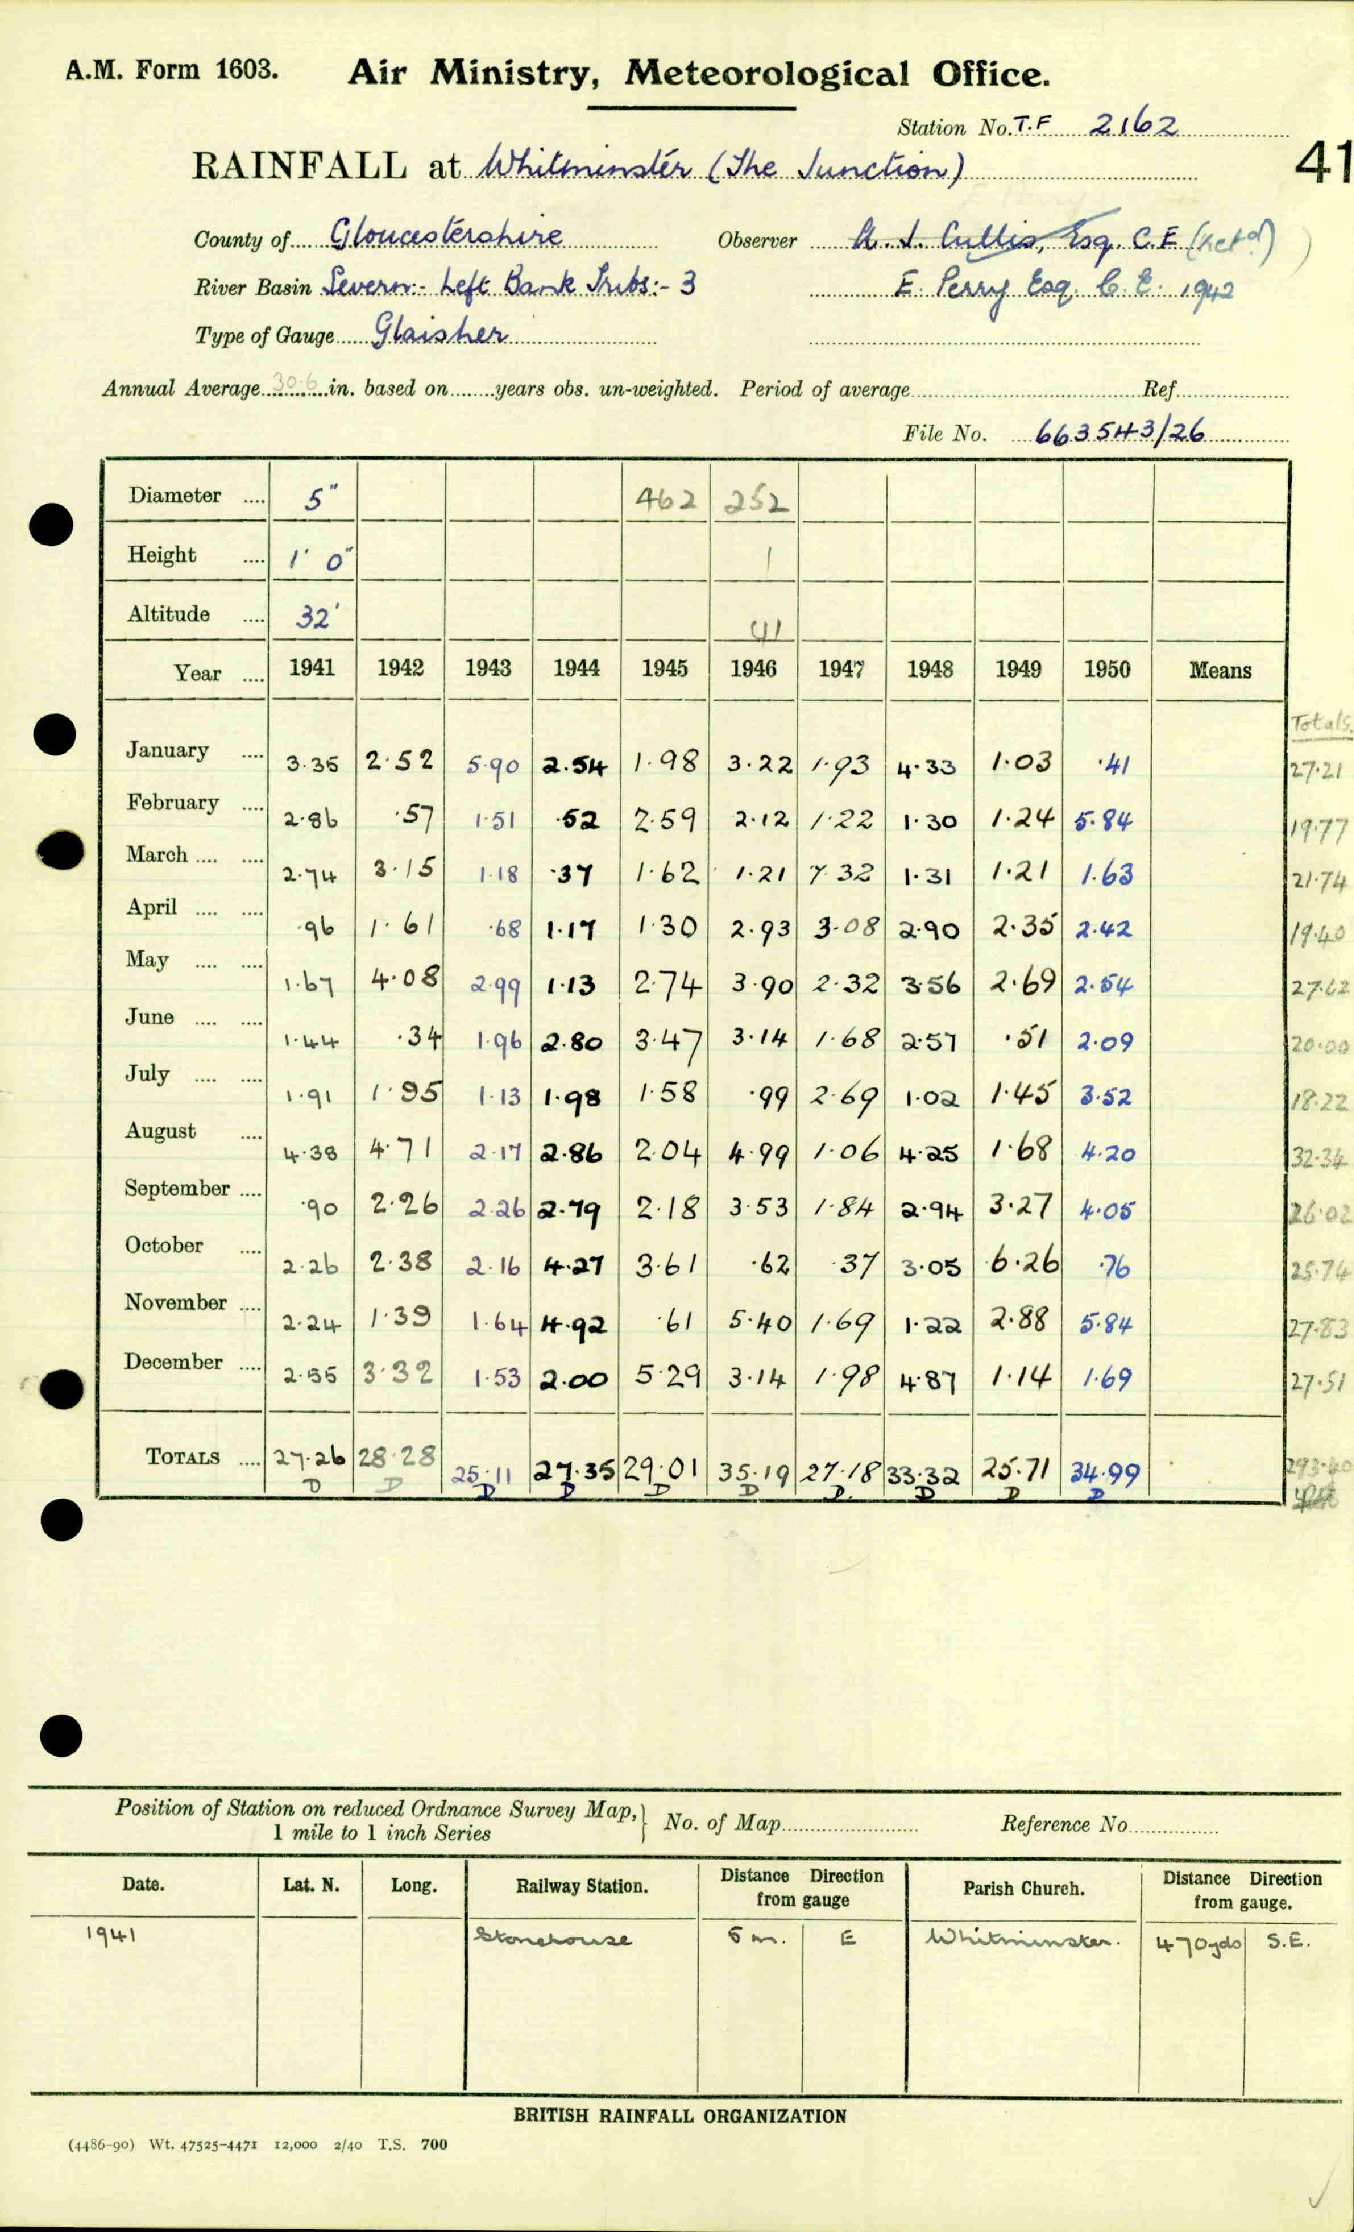 A.M. Form 1603. Air Ministry, Meteorological Office.
Station No. T.F 2162
41
RAINFALL at Whitminster (The Junction)
County of Gloucestershire Observer A. J. Cullis, Esq. C.E (Retd)
River Basin Severn:- Left Bank Tribs:- 3 E. Perry Esq. C. E. 1942
Type of Gauge Glaisher
Annual Average 30.6 in. based on years obs. un-weighted. Period of average Ref.
File No. 663543/26
Diameter .... 5" 462 252
Height .... 1' 0" 1
Altitude .... 32' 41
Year .... 1941 1942 1943 1944 1945 1946 1947 1948 1949 1950 Means
Totals.
January .... 3.35 2.52 5.90 2.54 1.98 3.22 1.93 4.33 1.03 .41 27.21
February .... 2.86 .57 1.51 .52 2.59 2.12 1.22 1.30 1.24 5.84 19.77
March .... .... 2.74 3.15 1.18 .37 1.62 1.21 7.32 1.31 1.21 1.63 21.74
April .... .... .96 1.61 .68 1.17 1.30 2.93 3.08 2.90 2.35 2.42 19.40
May .... .... 1.67 4.08 2.99 1.13 2.74 3.90 2.32 3.56 2.69 2.54 27.62
June .... .... 1.44 .34 1.96 2.80 3.47 3.14 1.68 2.57 .51 2.09 20.00
July .... .... 1.91 1.95 1.13 1.98 1.58 .99 2.69 1.02 1.45 3.52 18.22
August .... 4.38 4.71 2.17 2.86 2.04 4.99 1.06 4.25 1.68 4.20 32.34
September .... .90 2.26 2.26 2.79 2.18 3.53 1.84 2.94 3.27 4.05 26.02
October .... 2.26 2.38 2.16 4.27 3.61 .62 .37 3.05 6.26 .76 25.74
November .... 2.24 1.39 1.64 4.92 .61 5.40 1.69 1.22 2.88 5.84 27.83
December .... 2.55 3.32 1.53 2.00 5.29 3.14 1.98 4.87 1.14 1.69 27.51
TOTALS .... 27.26 28.28 25.11 27.35 29.01 35.19 27.18 33.32 25.71 34.99 293.40
D D D D D D D. D D D
Position of Station on reduced Ordnance Survey Map, No. of Map Reference No
1 mile to 1 inch Series
Date. Lat. N. Long. Railway Station. Distance Direction from gauge Parish Church. Distance Direction from gauge.
1941 Stonehouse 5 m. E Whitminster. 470yds S.E.
BRITISH RAINFALL ORGANIZATION
(4486-90) Wt. 47525-4471 12,000 2/40 T.S. 700